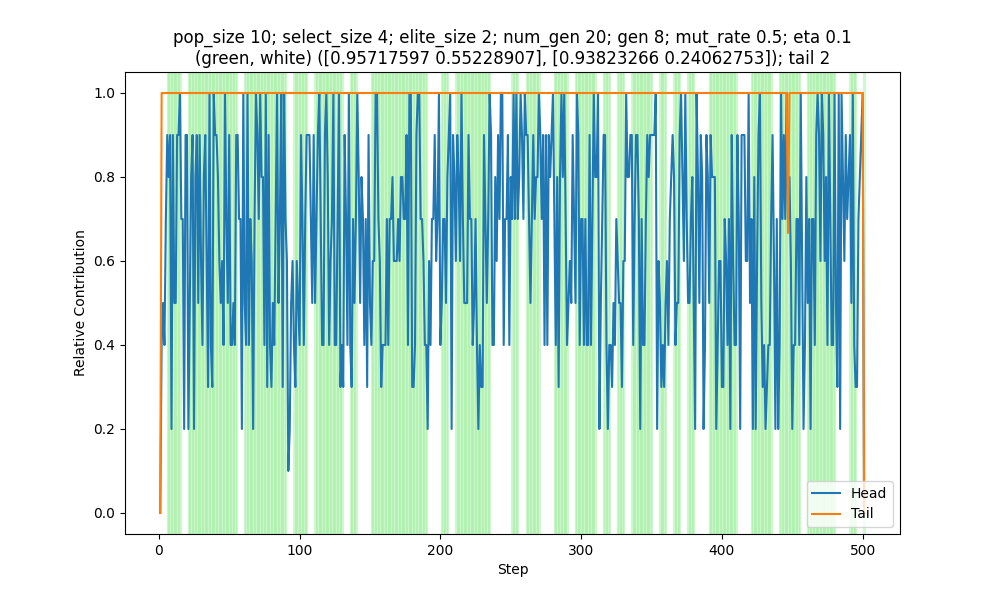 pop_size 10; select_size 4; elite_size 2; num_gen 20; gen 8; mut_rate 0.5; eta 0.1
(green, white) ([0.95717597 0.55228907], [0.93823266 0.24062753]); tail 2
1.0
0.8
0.6
0.4
0.2
0.0
Relative Contribution
Head
Tail
0
100
200
300
400
500
Step